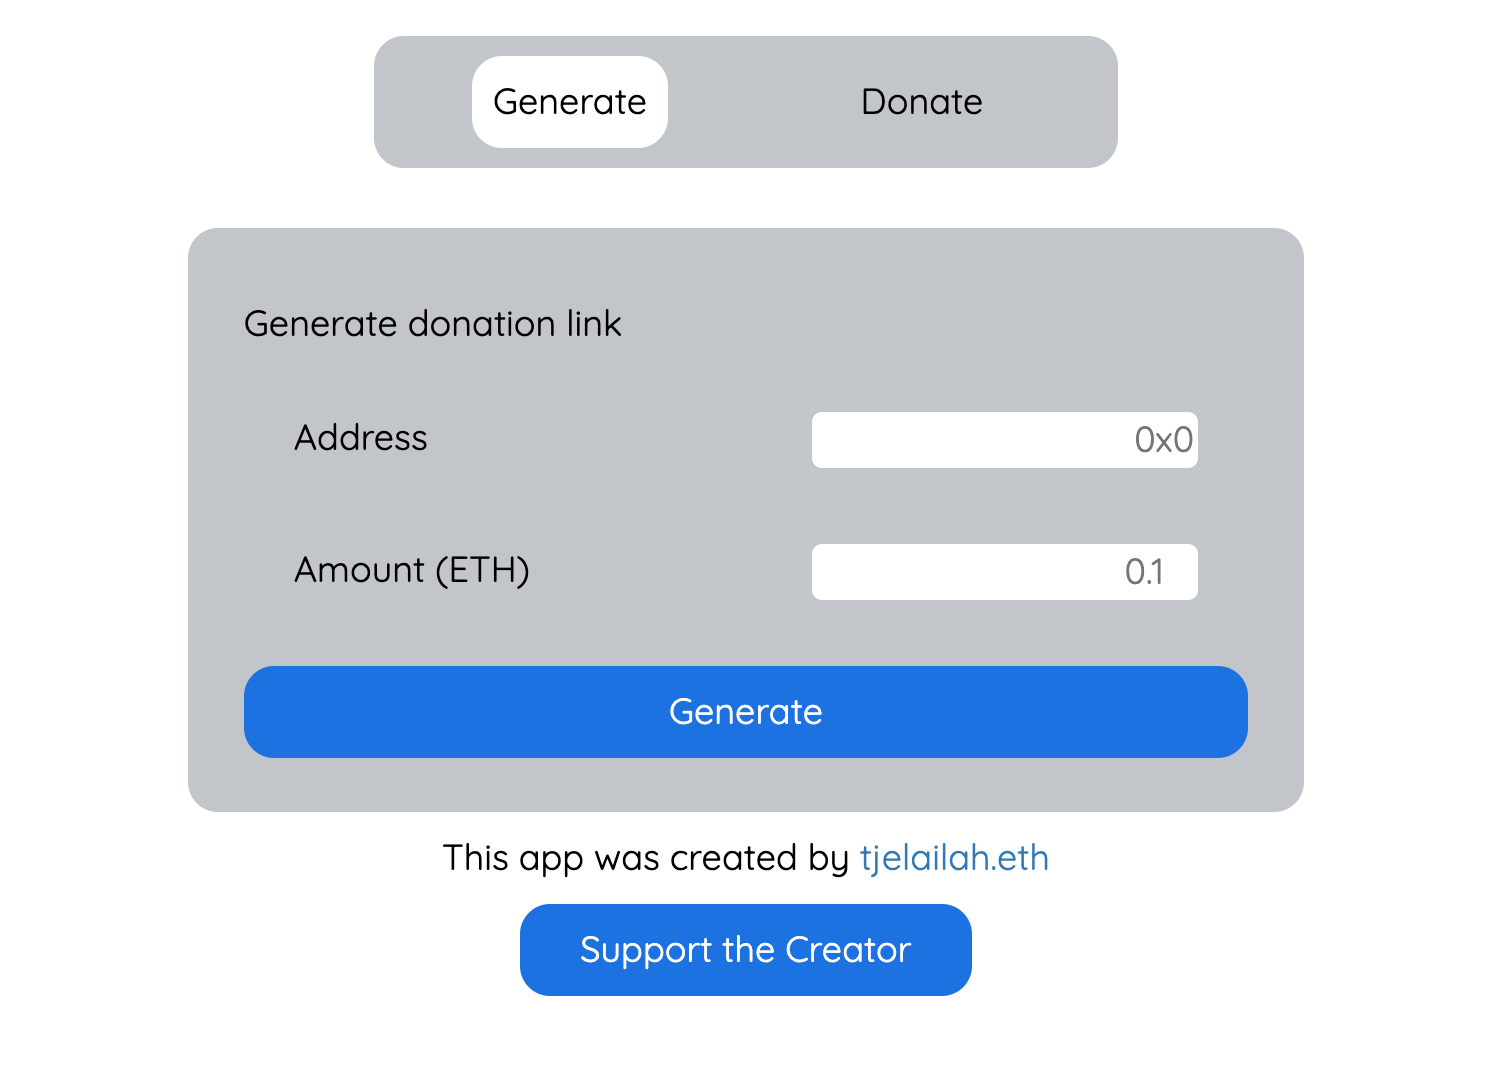 Generate Donate
Generate donation link
Address 0x0
Amount (ETH) 0.1
Generate
This app was created by tjelailah.eth
Support the Creator